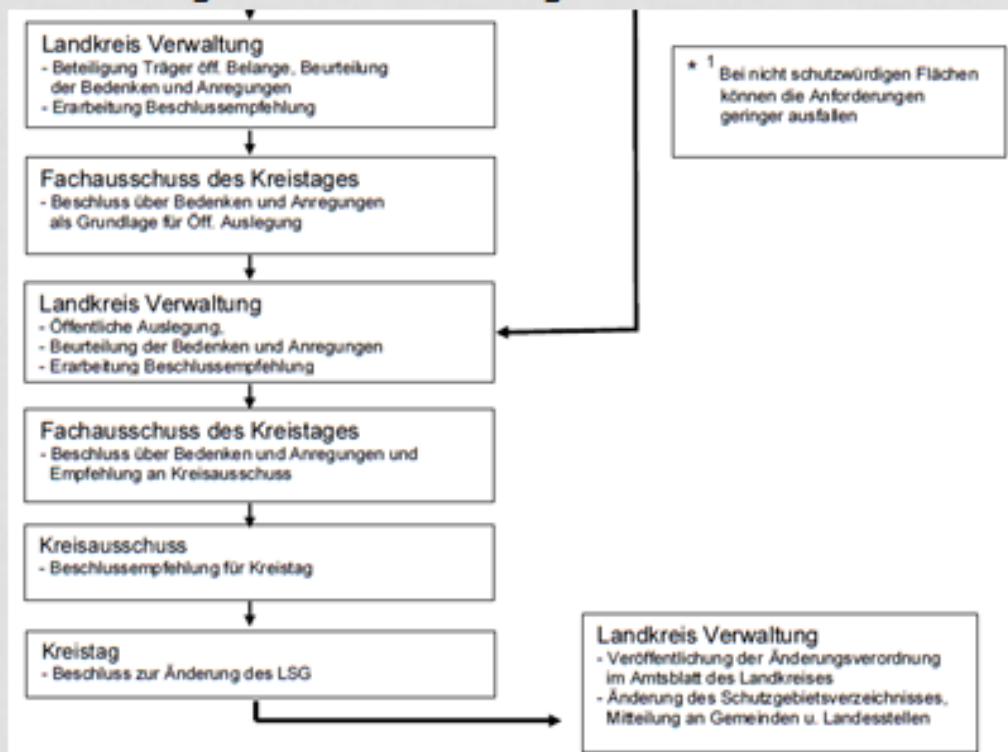 Landkreis Verwaltung
- Beteiligung Träger öff. Belange, Beurteilung
der Bedenken und Anregungen
- Erarbeitung Beschlussempfehlung
* 1 Bei nicht schutzwürdigen Flächen
können die Anforderungen
geringer ausfallen
Fachausschuss des Kreistages
- Beschluss über Bedenken und Anregungen
als Grundlage für Öff. Auslegung
Landkreis Verwaltung
- Öffentliche Auslegung,
- Beurteilung der Bedenken und Anregungen
- Erarbeitung Beschlussempfehlung
Fachausschuss des Kreistages
- Beschluss über Bedenken und Anregungen und
Empfehlung an Kreisausschuss
Kreisausschuss
- Beschlussempfehlung für Kreistag
Kreistag
- Beschluss zur Änderung des LSG
Landkreis Verwaltung
- Veröffentlichung der Änderungsverordnung
im Amtsblatt des Landkreises
- Änderung des Schutzgebietsverzeichnisses,
Mitteilung an Gemeinden u. Landesstellen